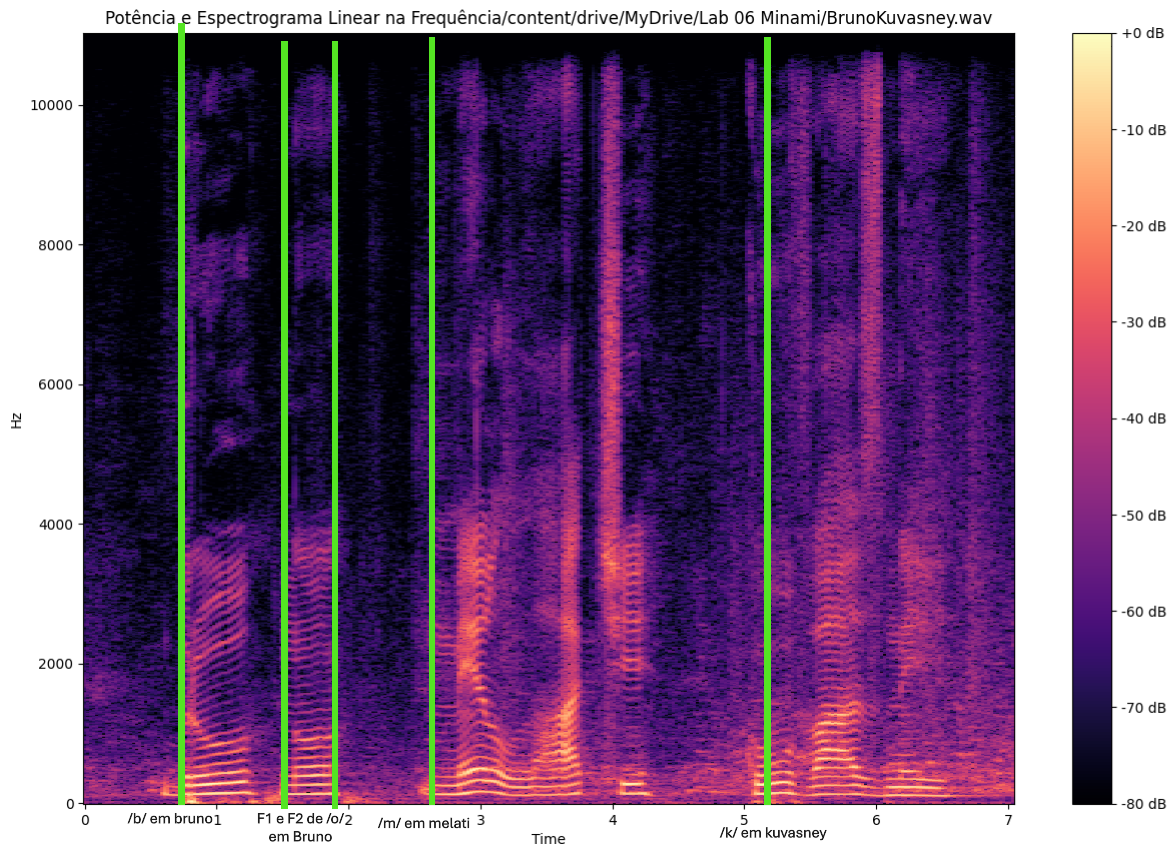 Potência e Espectrograma Linear na Frequência/content/drive/MyDrive/Lab 06 Minami/BrunoKuvasney.wav
Hz
10000
8000
6000
4000
2000
0
0
1
2
3
4
5
6
7
Time
/b/ em bruno
F1 e F2 de /o/
em Bruno
/m/ em melati
/k/ em kuvasney
+0 dB
-10 dB
-20 dB
-30 dB
-40 dB
-50 dB
-60 dB
-70 dB
-80 dB